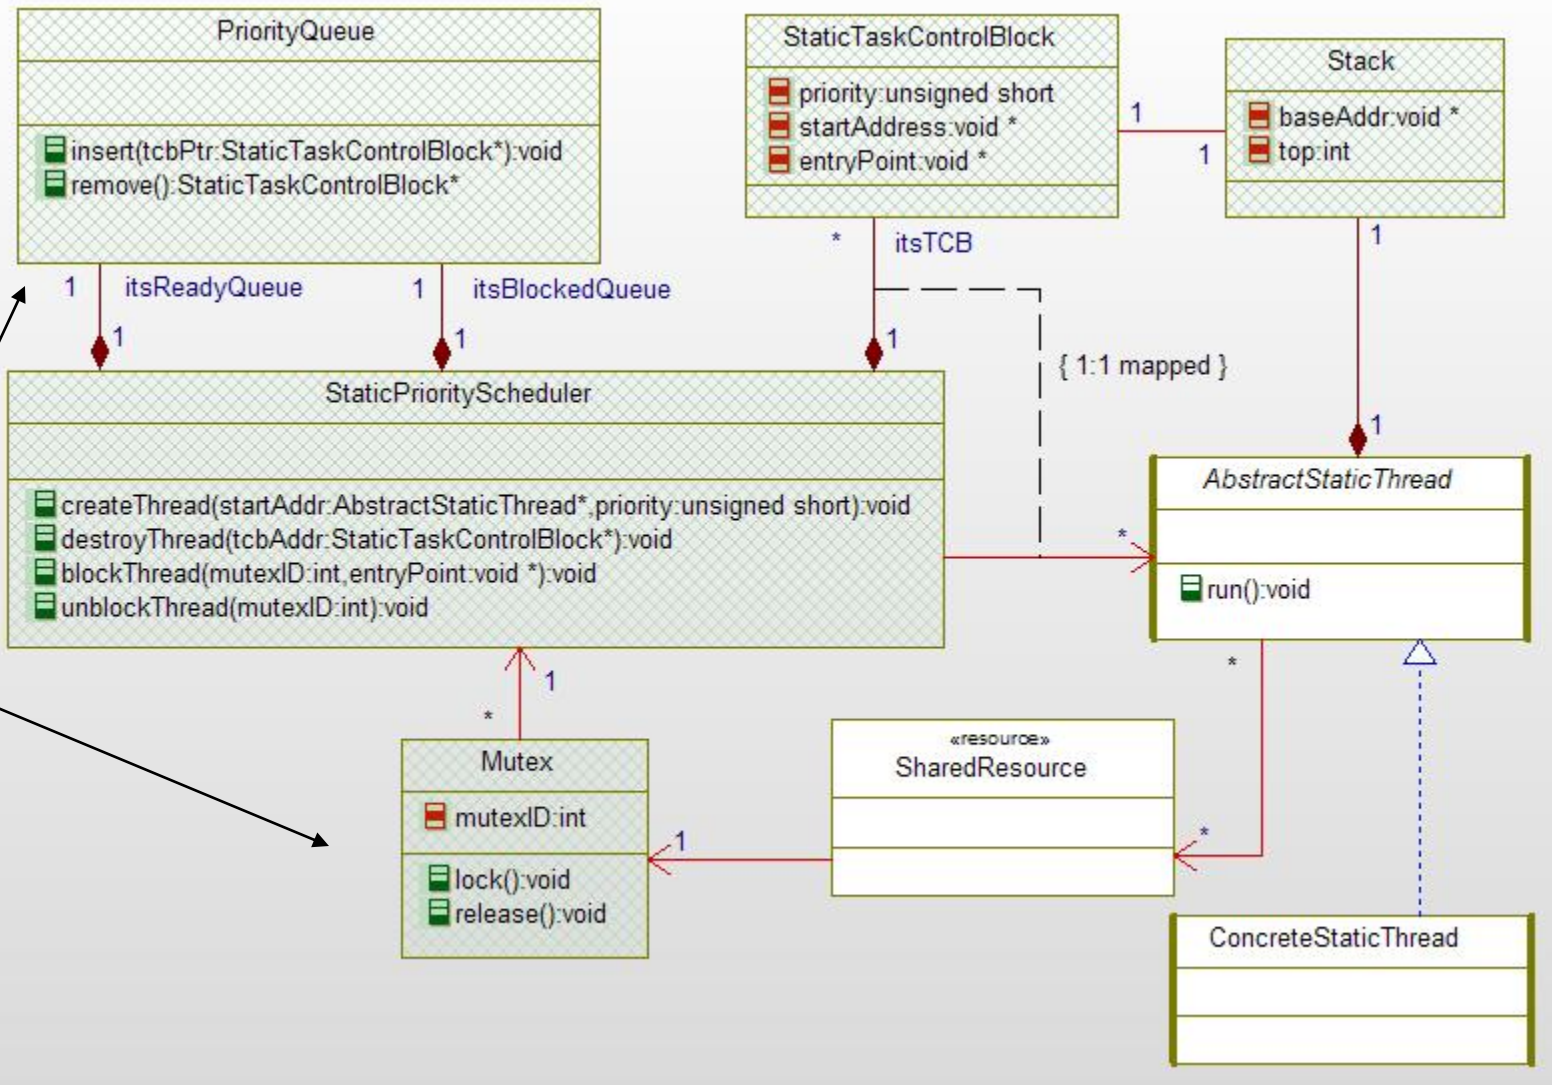 PriorityQueue
insert(tcbPtr:StaticTaskControlBlock*):void
remove():StaticTaskControlBlock*
StaticTaskControlBlock
priority:unsigned short
startAddress:void *
entryPoint:void *
1
1
Stack
baseAddr:void *
top:int
1 itsReadyQueue
1
1 itsBlockedQueue
1
* itsTCB
1
{ 1:1 mapped }
1
1
StaticPriorityScheduler
createThread(startAddr:AbstractStaticThread*,priority:unsigned short):void
destroyThread(tcbAddr:StaticTaskControlBlock*):void
blockThread(mutexID:int,entryPoint:void *):void
unblockThread(mutexID:int):void
*
AbstractStaticThread
run():void
1
*
*
Mutex
mutexID:int
lock():void
release():void
1
«resource»
SharedResource
*
ConcreteStaticThread